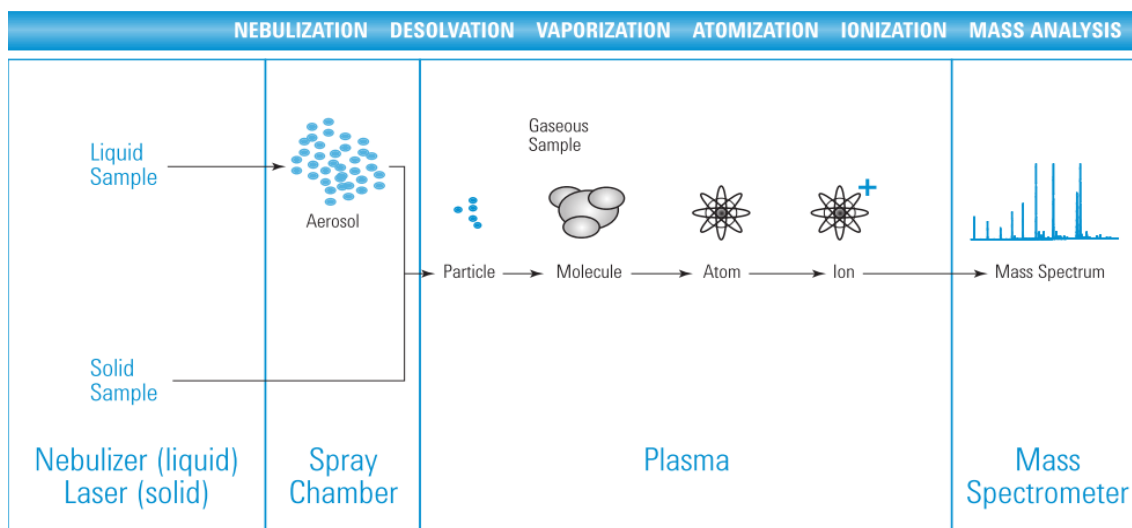 NEBULIZATION DESOLVATION VAPORIZATION ATOMIZATION IONIZATION MASS ANALYSIS
Gaseous
Sample
Liquid
Sample
Aerosol
Particle
Molecule
Atom
Ion
+
Mass Spectrum
Solid
Sample
Nebulizer (liquid)
Laser (solid)
Spray
Chamber
Plasma
Mass
Spectrometer